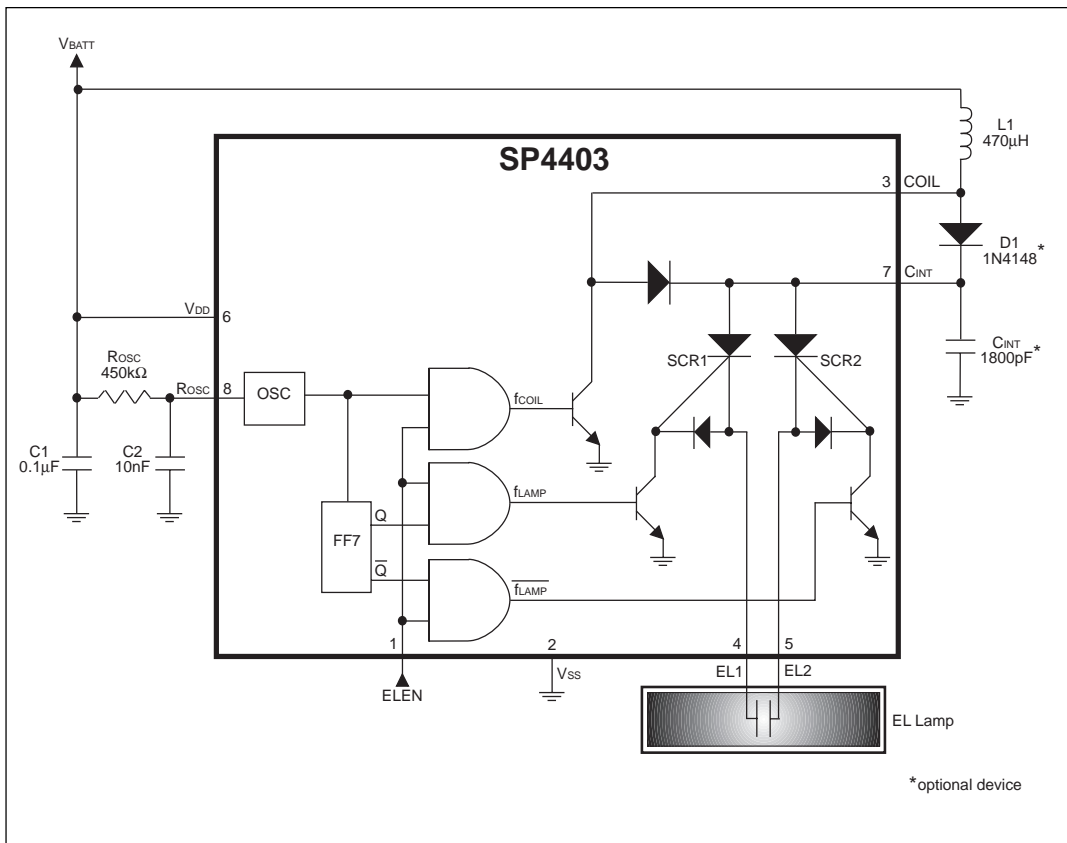 VBATT
L1
470µH
SP4403
3 COIL
D1
1N4148*
7 CINT
VDD
6
SCR1
SCR2
CINT
1800pF*
ROSC
450kΩ
ROSC
8
OSC
fCOIL
C1
0.1µF
C2
10nF
fLAMP
Q
FF7
Q̅
f̅L̅A̅M̅P̅
1
2
4
5
VSS
EL1
EL2
ELEN
EL Lamp
*optional device